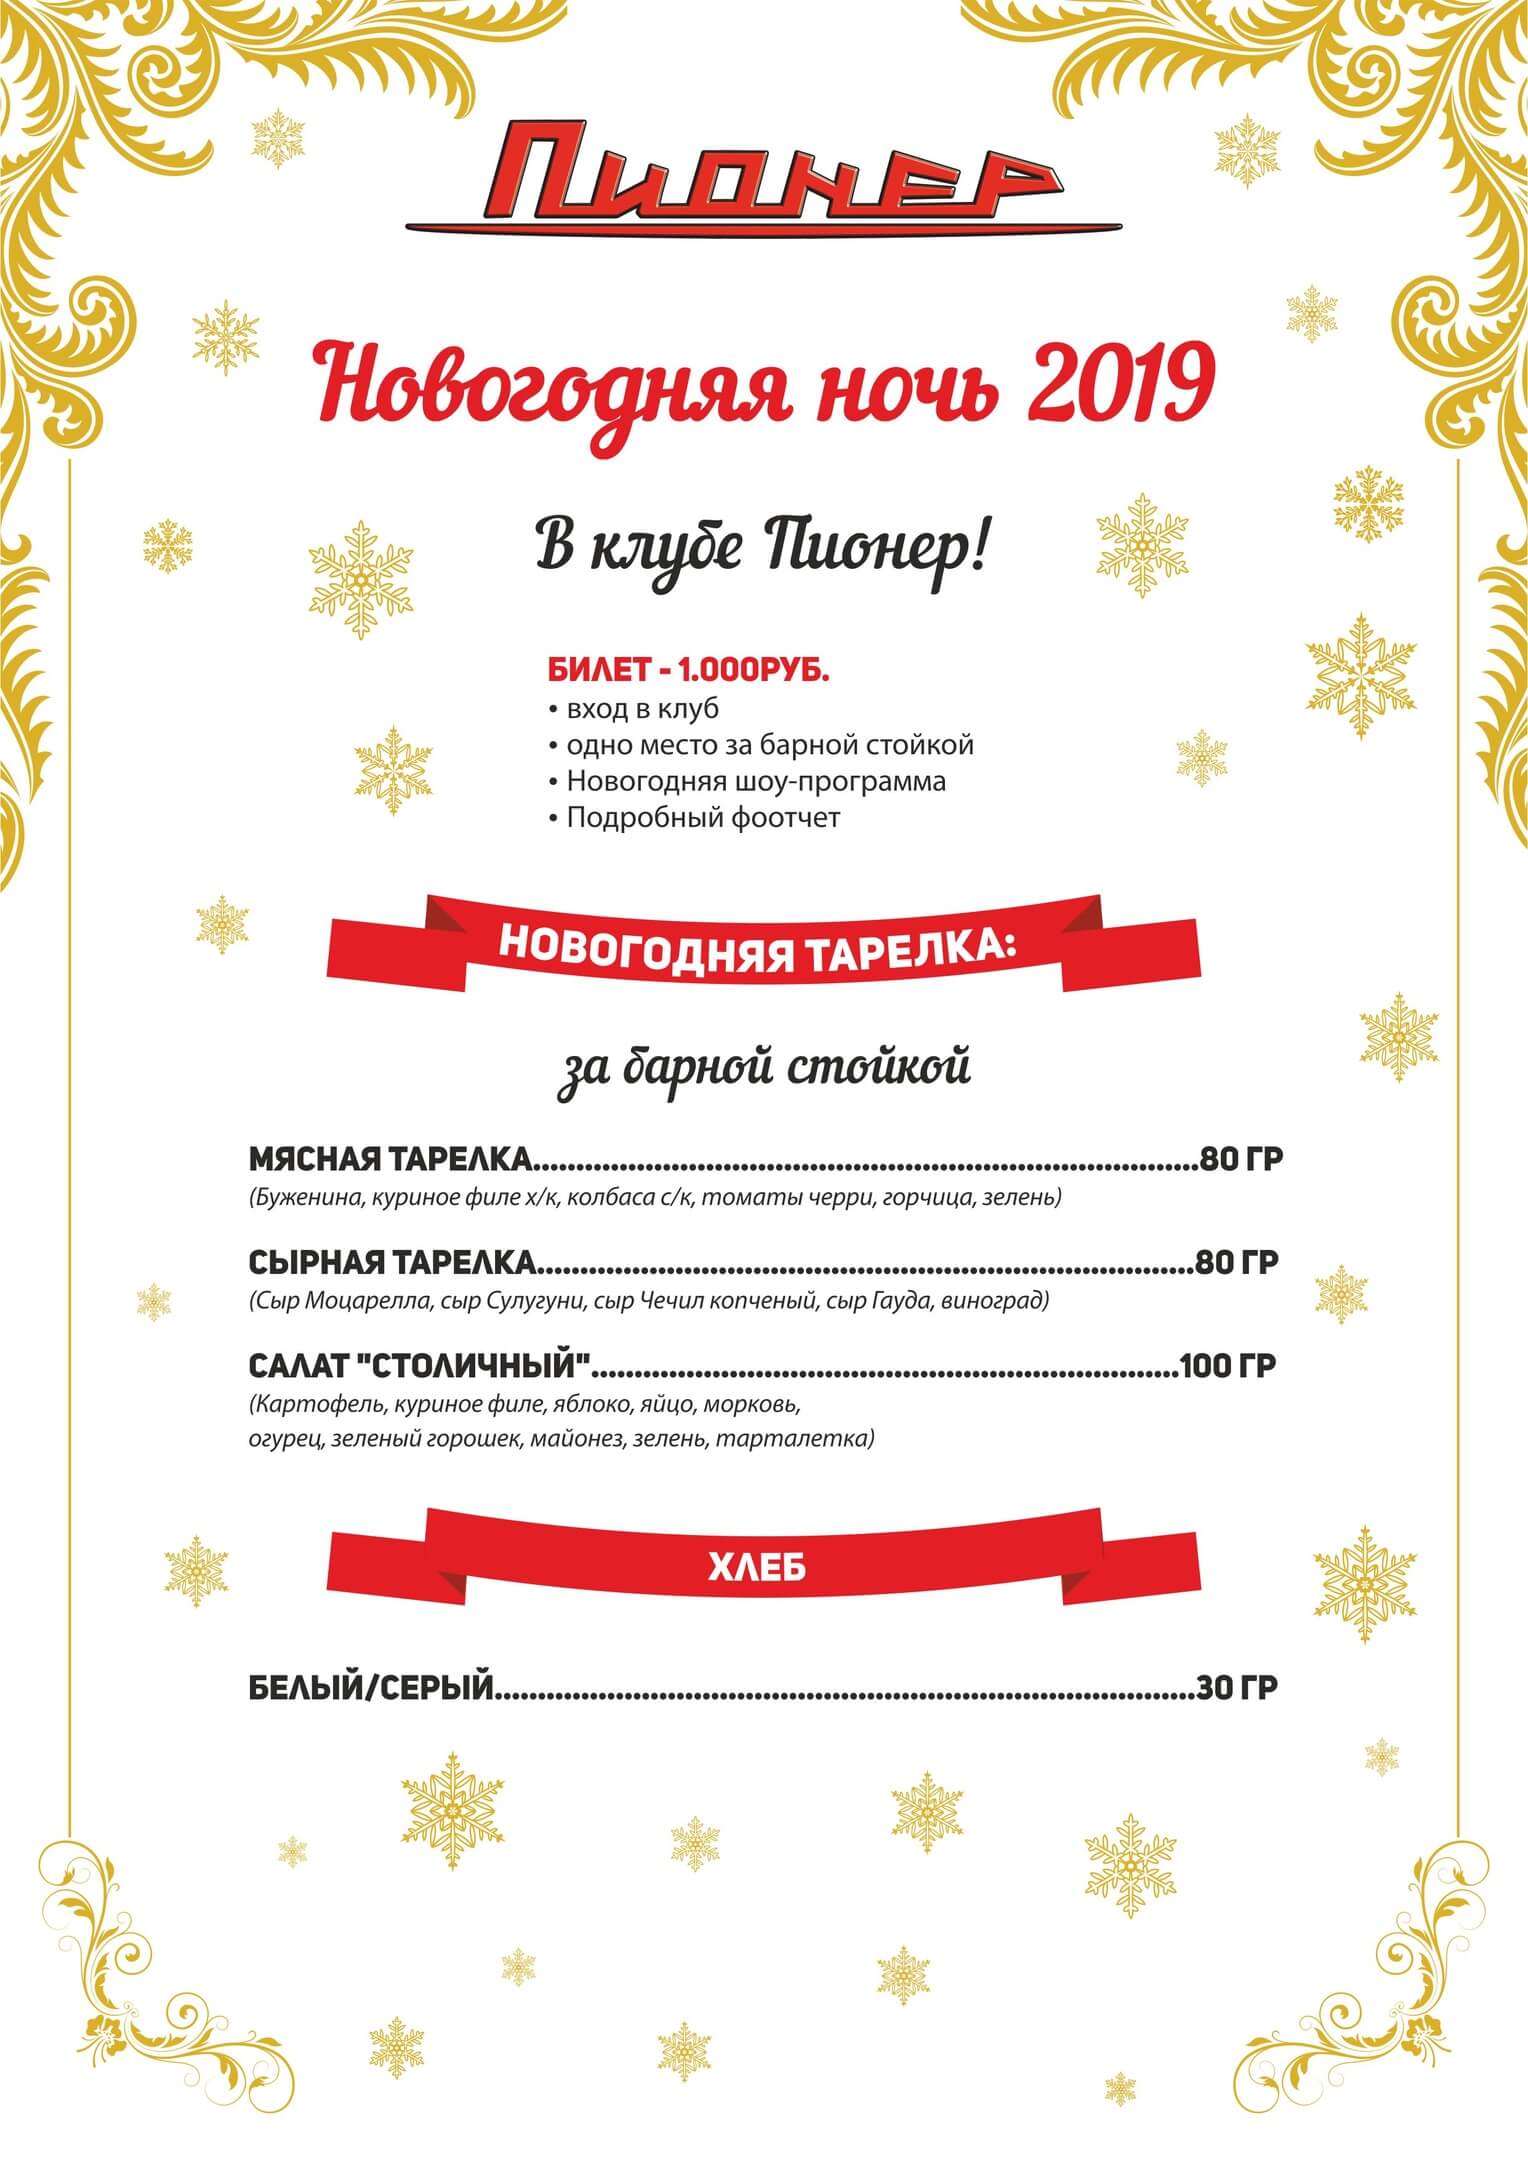 Пионер
Новогодняя ночь 2019
В клубе Пионер!
БИЛЕТ - 1.000РУБ.
• вход в клуб
• одно место за барной стойкой
• Новогодняя шоу-программа
• Подробный фоотчет
НОВОГОДНЯЯ ТАРЕЛКА:
за барной стойкой
МЯСНАЯ ТАРЕЛКА..............................................................................80 ГР
(Буженина, куриное филе х/к, колбаса с/к, томаты черри, горчица, зелень)
СЫРНАЯ ТАРЕЛКА.............................................................................80 ГР
(Сыр Моцарелла, сыр Сулугуни, сыр Чечил копченый, сыр Гауда, виноград)
САЛАТ "СТОЛИЧНЫЙ".....................................................................100 ГР
(Картофель, куриное филе, яблоко, яйцо, морковь,
огурец, зеленый горошек, майонез, зелень, тарталетка)
ХЛЕБ
БЕЛЫЙ/СЕРЫЙ..................................................................................30 ГР